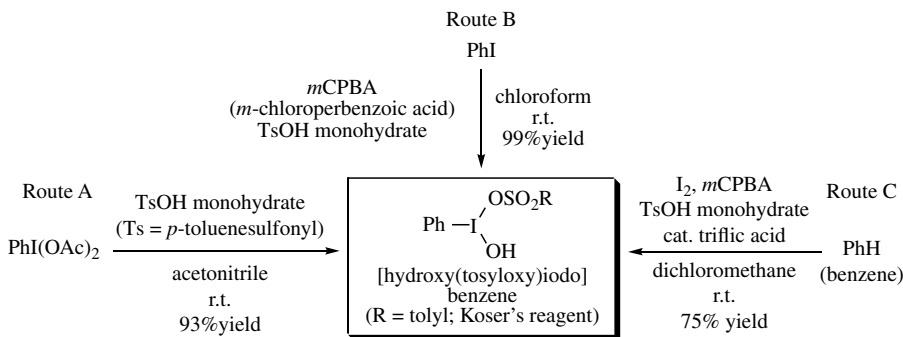 Route B
PhI
mCPBA
(m-chloroperbenzoic acid)
TsOH monohydrate
chloroform
r.t.
99%yield
Route A
PhI(OAc)2
TsOH monohydrate
(Ts = p-toluenesulfonyl)
acetonitrile
r.t.
93%yield
OSO2R
Ph I
OH
[hydroxy(tosyloxy)iodo]
benzene
(R = tolyl; Koser's reagent)
I2, mCPBA
TsOH monohydrate
cat. triflic acid
dichloromethane
r.t.
75% yield
Route C
PhH
(benzene)